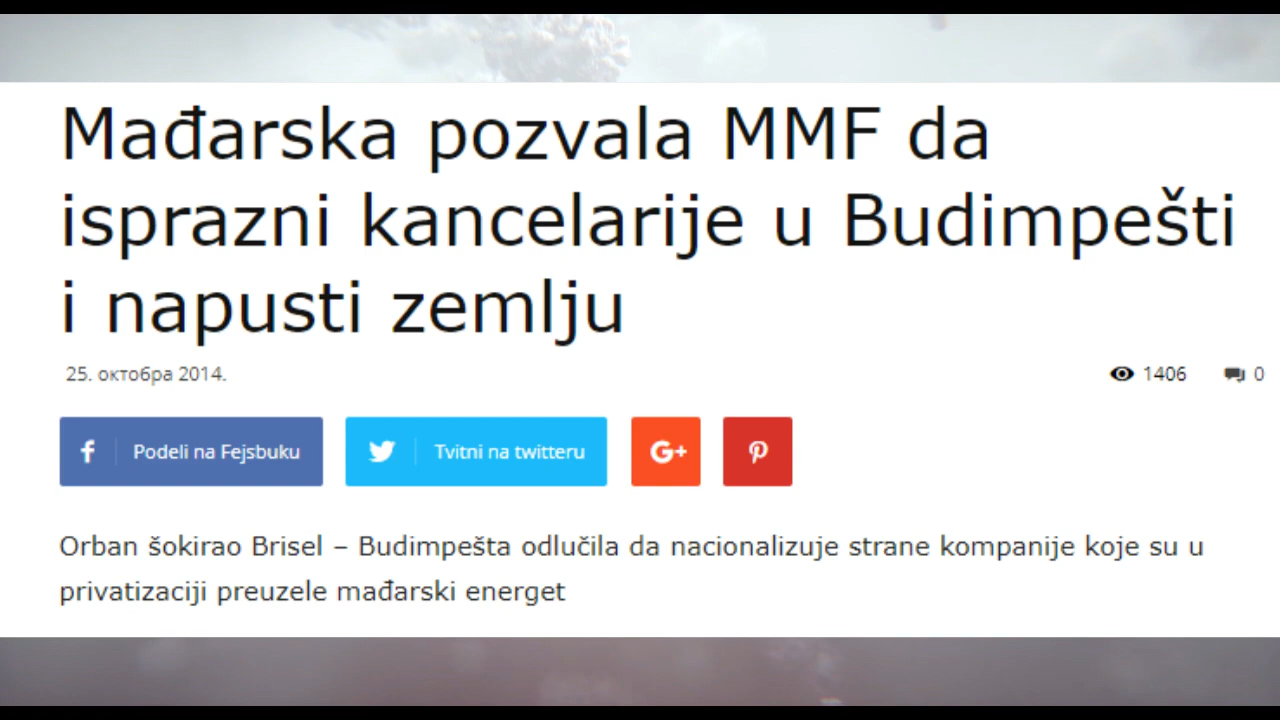 Mađarska pozvala MMF da
isprazni kancelarije u Budimpešti
i napusti zemlju
25. октобра 2014.
1406
0
Podeli na Fejsbuku
Tvitni na twitteru
G+
Orban šokirao Brisel – Budimpešta odlučila da nacionalizuje strane kompanije koje su u
privatizaciji preuzele mađarski energet